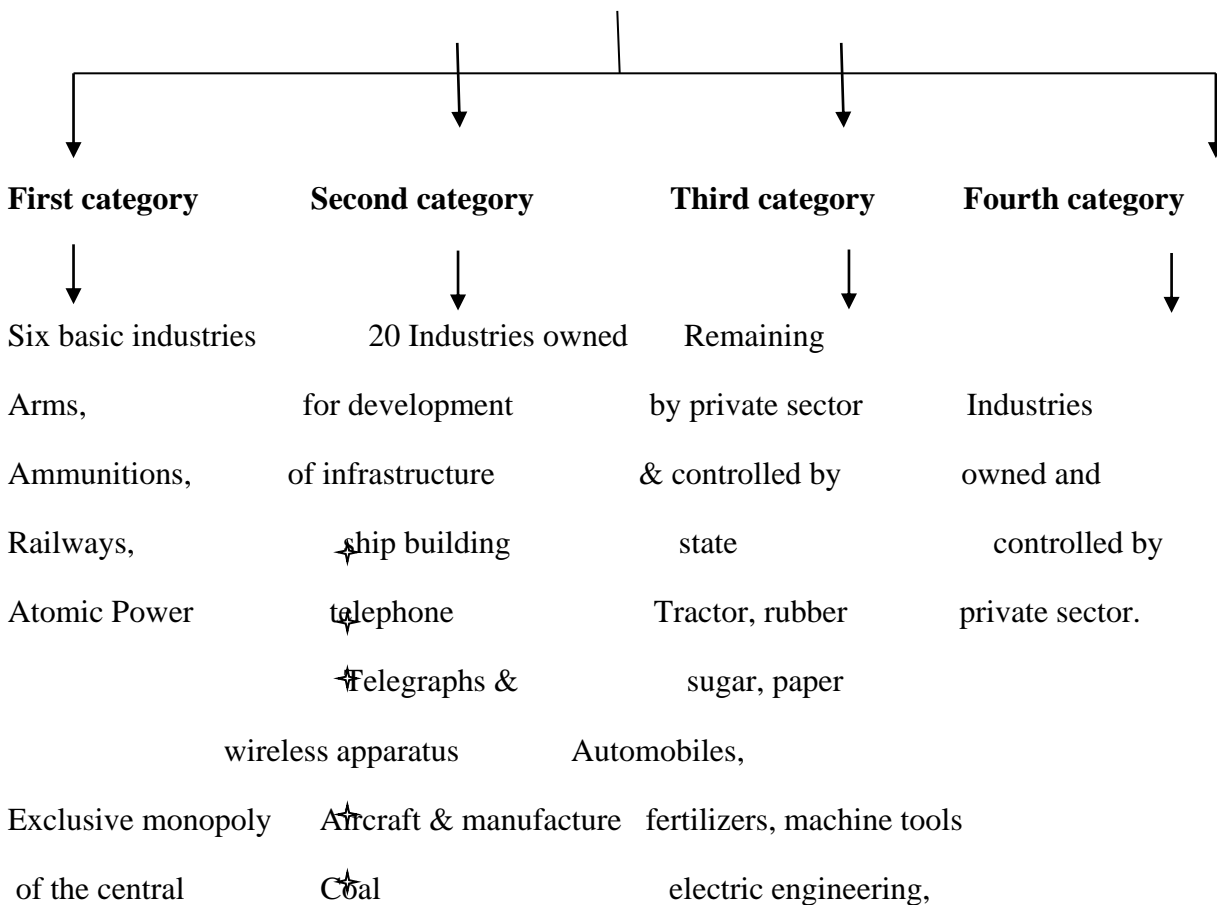 First category Second category Third category Fourth category
Six basic industries 20 Industries owned Remaining
Arms, for development by private sector Industries
Ammunitions, of infrastructure & controlled by owned and
Railways, ship building state controlled by
Atomic Power telephone Tractor, rubber private sector.
Telegraphs & sugar, paper
wireless apparatus Automobiles,
Exclusive monopoly Aircraft & manufacture fertilizers, machine tools
of the central Coal electric engineering,